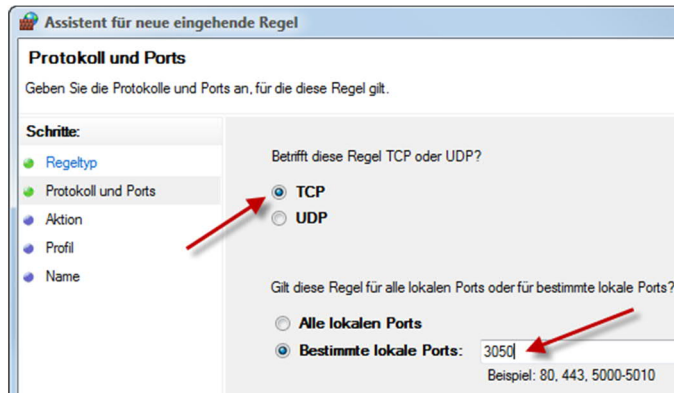 Assistent für neue eingehende Regel
Protokoll und Ports
Geben Sie die Protokolle und Ports an, für die diese Regel gilt.
Schritte:
Regeltyp
Protokoll und Ports
Aktion
Profil
Name
Betrifft diese Regel TCP oder UDP?
TCP
UDP
Gilt diese Regel für alle lokalen Ports oder für bestimmte lokale Ports?
Alle lokalen Ports
Bestimmte lokale Ports: 3050
Beispiel: 80, 443, 5000-5010